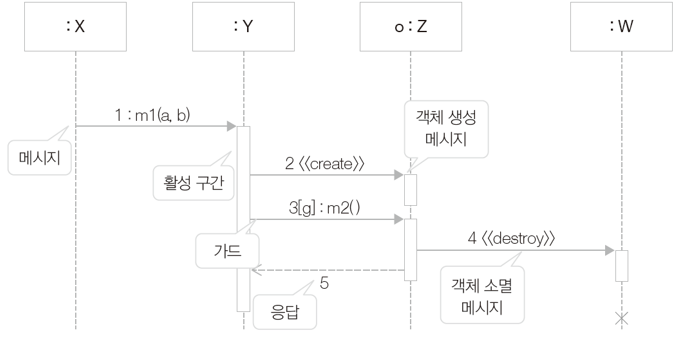 : X
: Y
o : Z
: W
1 : m1(a, b)
메시지
객체 생성
메시지
2 《create》
활성 구간
3[g] : m2( )
가드
4 《destroy》
5
객체 소멸
메시지
응답